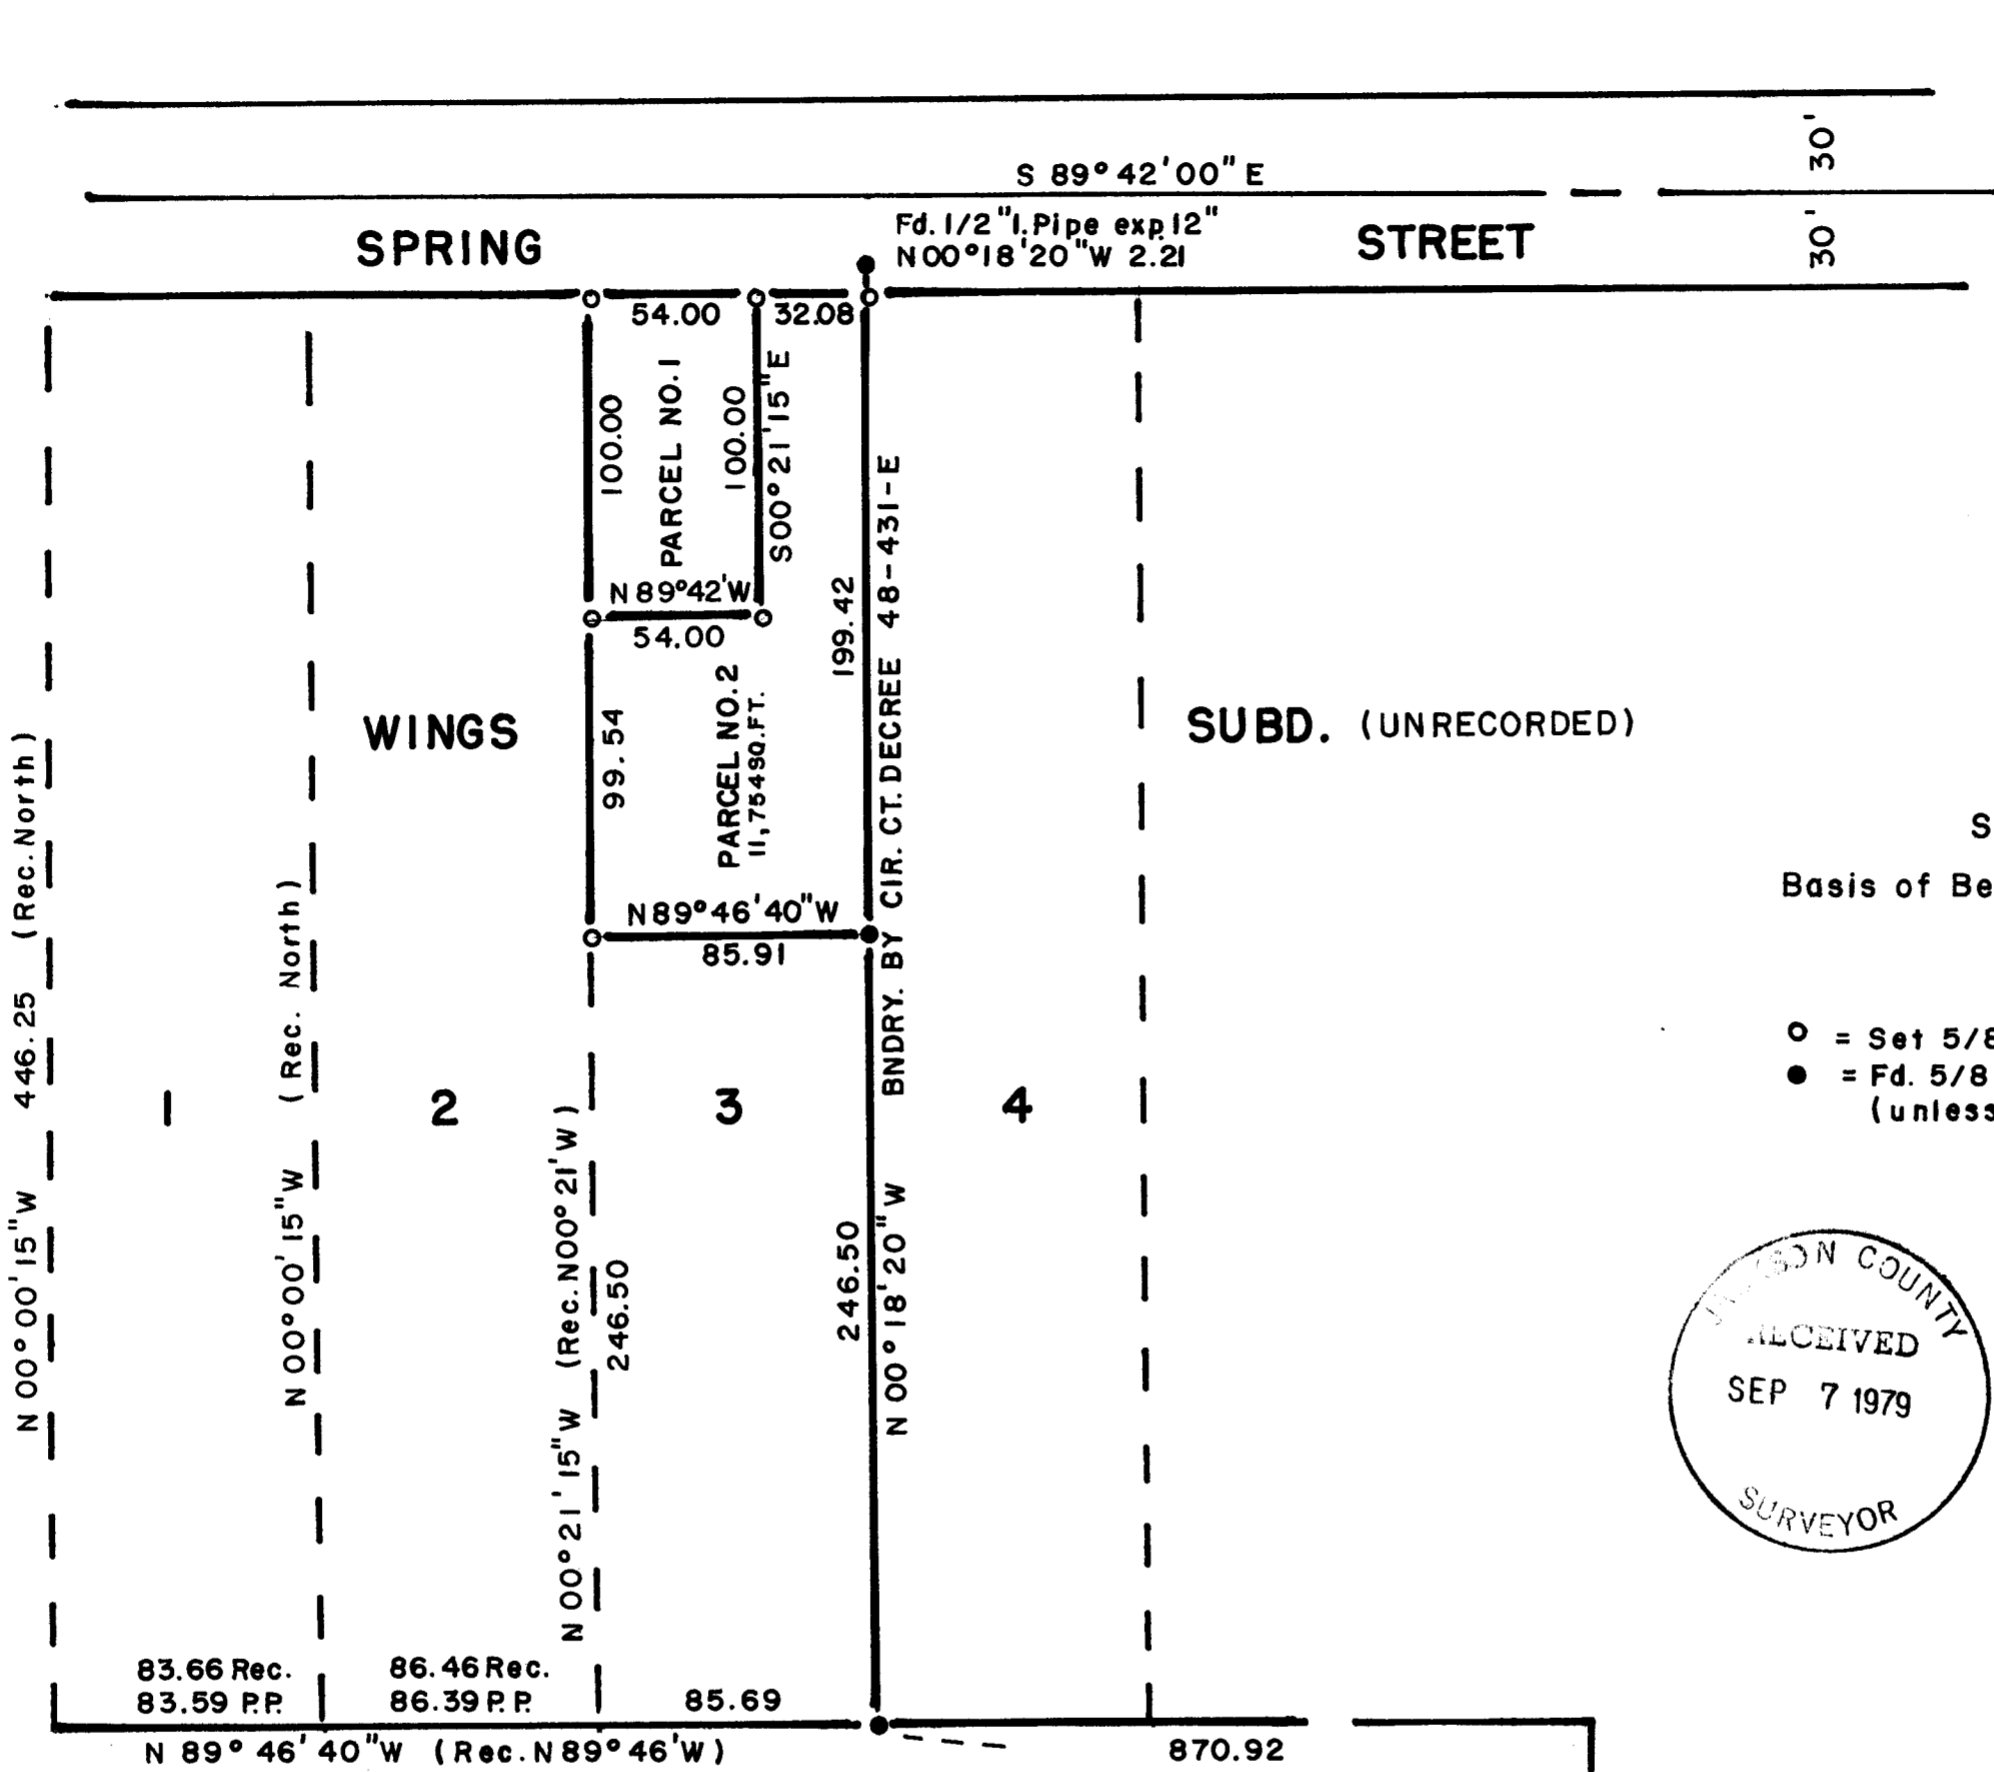 30'
S 89°42'00" E
SPRING
Fd. 1/2"I.Pipe exp.12"
N00°18'20"W 2.21
STREET
30'
54.00
32.08
100.00
PARCEL NO.1
100.00
S00°21'15"E
N89°42'W
54.00
199.42
BNDRY. BY CIR. CT. DECREE 48-431-E
WINGS
99.54
PARCEL NO.2
11,754SQ.FT.
SUBD. (UNRECORDED)
S
Basis of Be
N89°46'40"W
85.91
N 00°00'15"W 446.25 (Rec.North)
N 00°00'15"W (Rec. North)
N 00°21'15"W (Rec.N00°21'W)
246.50
246.50
N 00°18'20"W
1
2
3
4
= Set 5/8
= Fd. 5/8
(unless
COUNTY
RECEIVED
SEP 7 1979
SURVEYOR
83.66 Rec.
83.59 P.P.
86.46 Rec.
86.39 P.P.
85.69
N 89°46'40"W (Rec.N89°46'W)
870.92